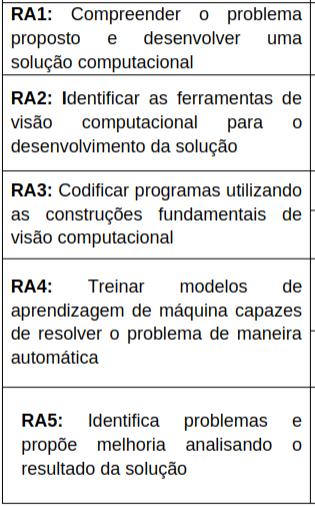 RA1: Compreender o problema
proposto e desenvolver uma
solução computacional
RA2: Identificar as ferramentas de
visão computacional para o
desenvolvimento da solução
RA3: Codificar programas utilizando
as construções fundamentais de
visão computacional
RA4: Treinar modelos de
aprendizagem de máquina capazes
de resolver o problema de maneira
automática
RA5: Identifica problemas e
propõe melhoria analisando o
resultado da solução